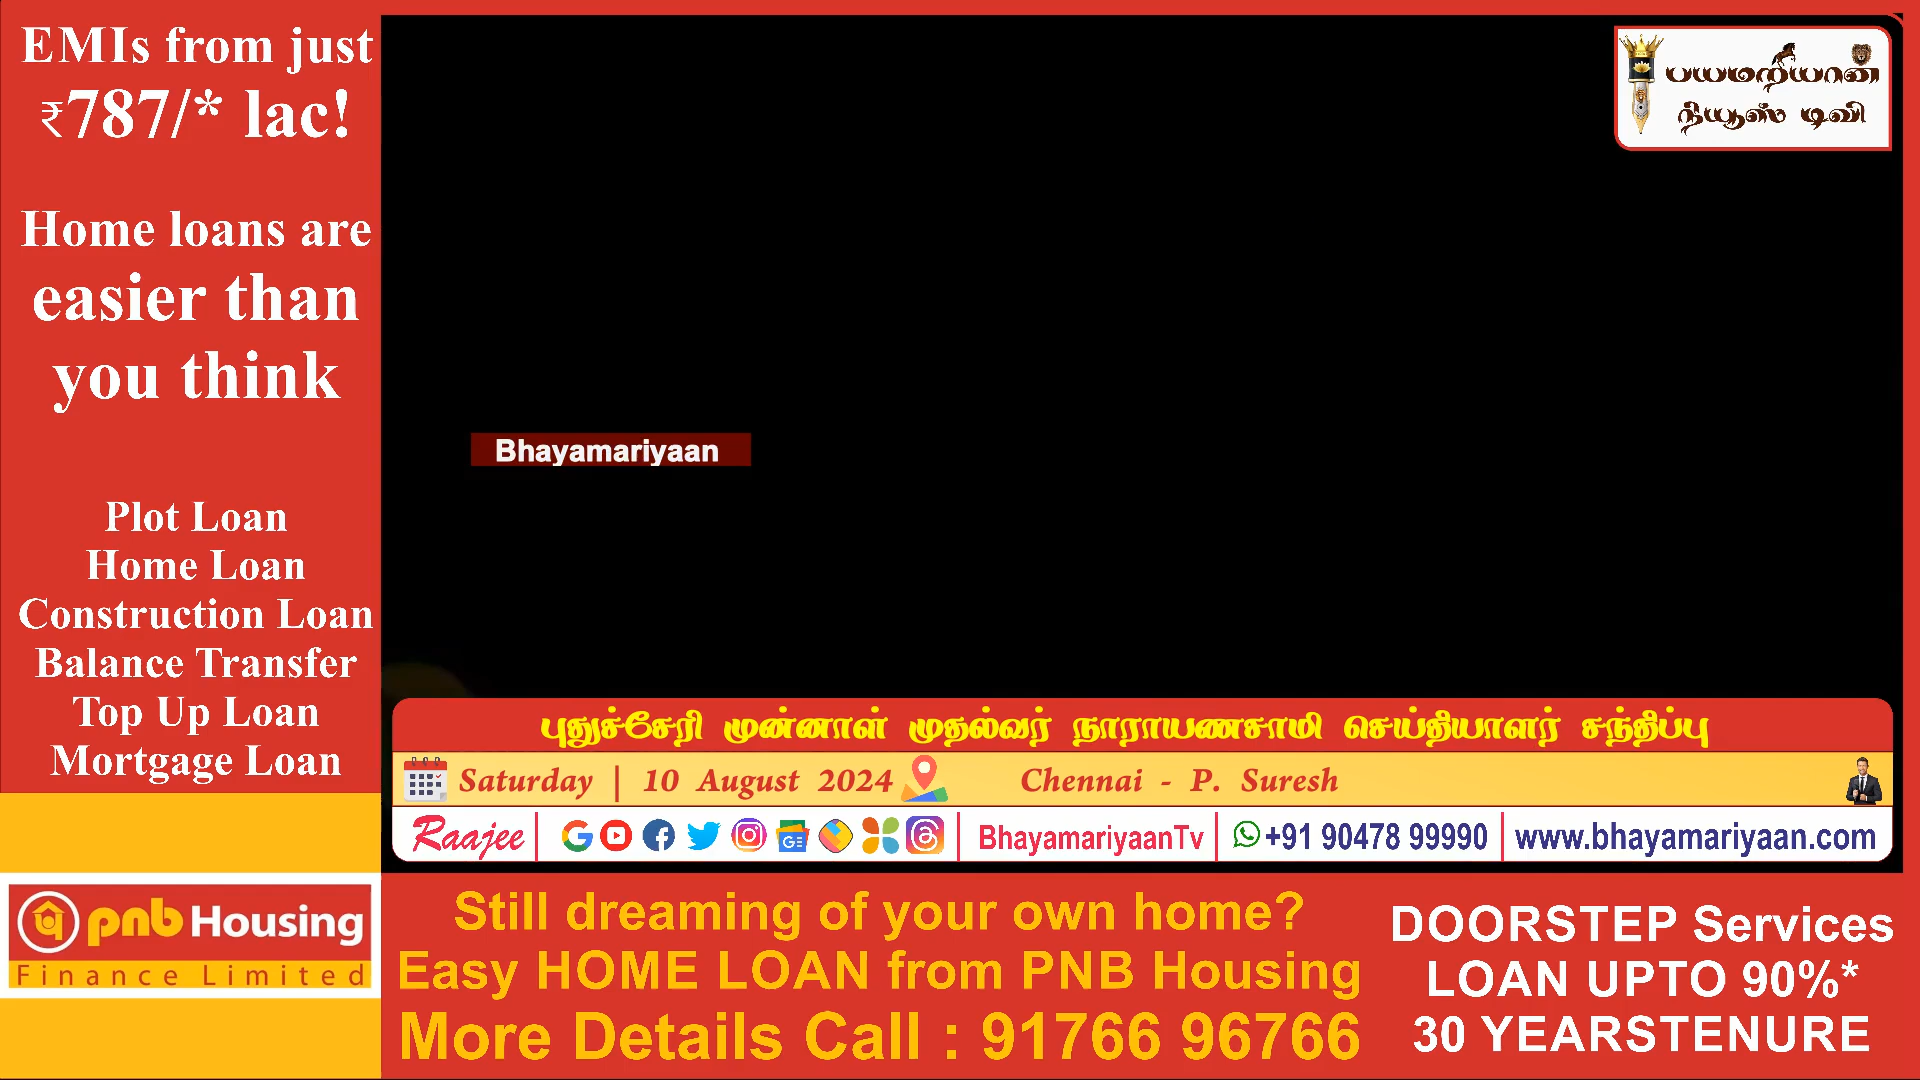 EMIs from just
₹787/* lac!
Home loans are
easier than
you think
Plot Loan
Home Loan
Construction Loan
Balance Transfer
Top Up Loan
Mortgage Loan
pnb Housing
Finance Limited
பயமறியான்
நியூஸ் டிவி
Bhayamariyaan
புதுச்சேரி முன்னாள் முதல்வர் நாராயணசாமி செய்தியாளர் சந்திப்பு
Saturday | 10 August 2024 Chennai - P. Suresh
Raajee BhayamariyaanTv +91 90478 99990 www.bhayamariyaan.com
Still dreaming of your own home?
Easy HOME LOAN from PNB Housing
More Details Call : 91766 96766
DOORSTEP Services
LOAN UPTO 90%*
30 YEARSTENURE